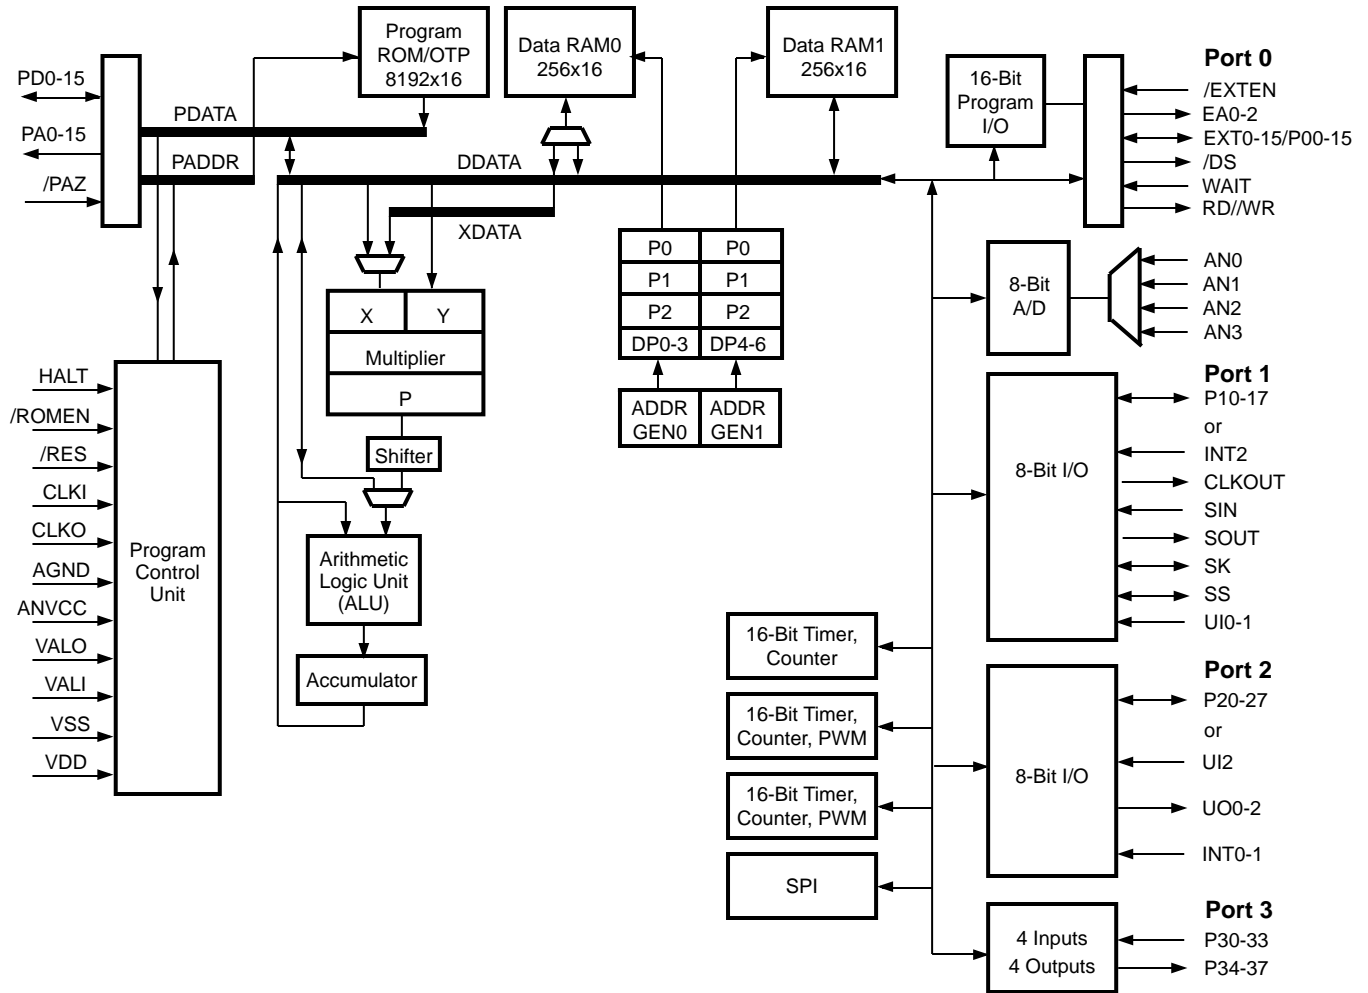 Program
ROM/OTP
8192x16
Data RAM0
256x16
Data RAM1
256x16
16-Bit
Program
I/O
Port 0
/EXTEN
EA0-2
EXT0-15/P00-15
/DS
WAIT
RD//WR
PD0-15
PA0-15
/PAZ
PDATA
PADDR
DDATA
XDATA
P0
P0
P1
P1
P2
P2
DP0-3
DP4-6
ADDR
GEN0
ADDR
GEN1
8-Bit
A/D
AN0
AN1
AN2
AN3
X
Y
Multiplier
P
Shifter
Arithmetic
Logic Unit
(ALU)
Accumulator
HALT
/ROMEN
/RES
CLKI
CLKO
AGND
ANVCC
VALO
VALI
VSS
VDD
Program
Control
Unit
Port 1
P10-17
or
INT2
CLKOUT
SIN
SOUT
SK
SS
UI0-1
8-Bit I/O
16-Bit Timer,
Counter
16-Bit Timer,
Counter, PWM
16-Bit Timer,
Counter, PWM
SPI
Port 2
P20-27
or
UI2
UO0-2
INT0-1
8-Bit I/O
Port 3
4 Inputs
4 Outputs
P30-33
P34-37